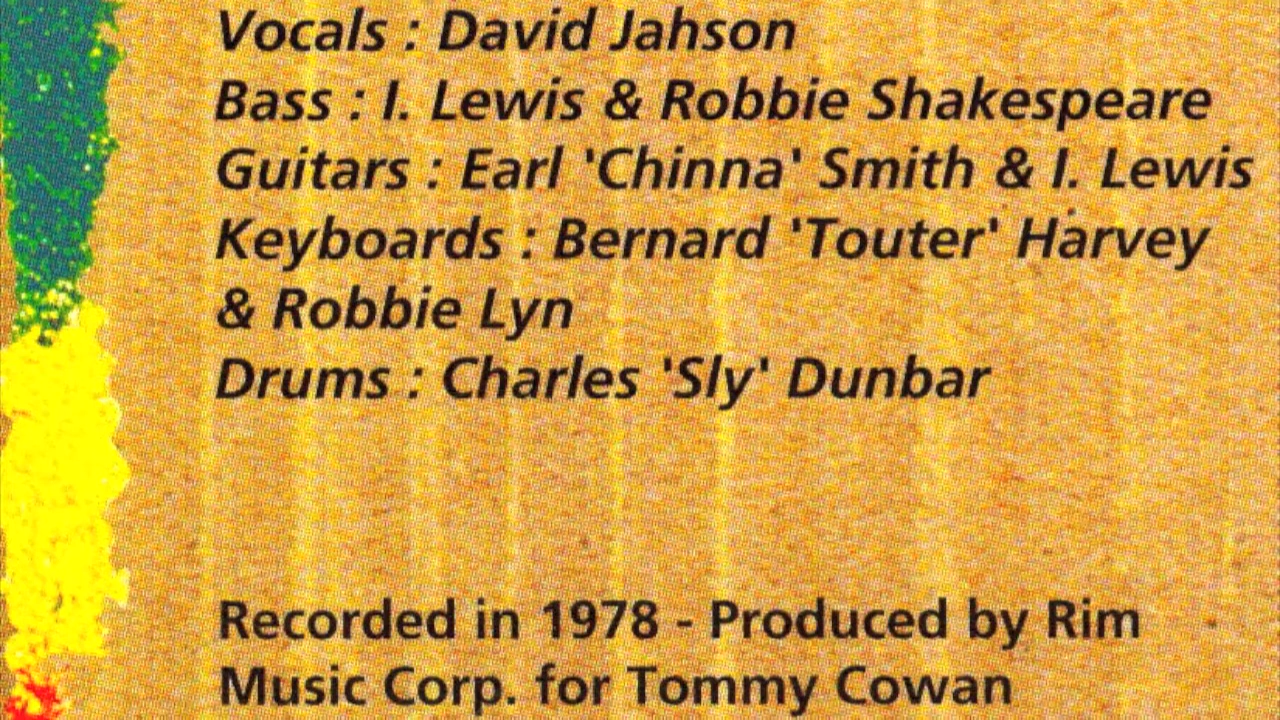 Vocals : David Jahson
Bass : I. Lewis & Robbie Shakespeare
Guitars : Earl 'Chinna' Smith & I. Lewis
Keyboards : Bernard 'Touter' Harvey
& Robbie Lyn
Drums : Charles 'Sly' Dunbar
Recorded in 1978 - Produced by Rim
Music Corp. for Tommy Cowan